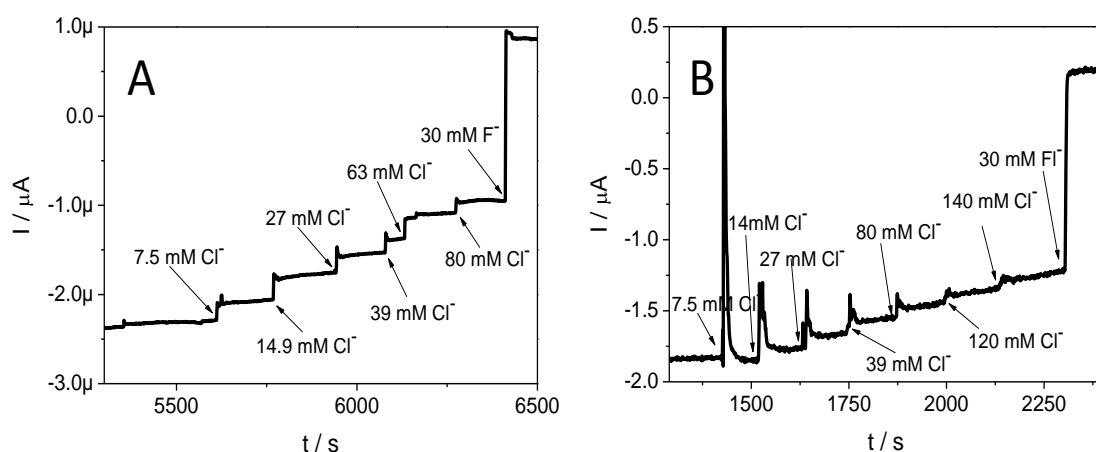 A
I / µA
1.0µ
0.0
-1.0µ
-2.0µ
-3.0µ
7.5 mM Cl⁻
14.9 mM Cl⁻
27 mM Cl⁻
39 mM Cl⁻
63 mM Cl⁻
80 mM Cl⁻
30 mM F⁻
5500
6000
6500
t / s
B
I / µA
0.5
0.0
-0.5
-1.0
-1.5
-2.0
7.5 mM Cl⁻
14mM Cl⁻
27 mM Cl⁻
39 mM Cl⁻
80 mM Cl⁻
120 mM Cl⁻
140 mM Cl⁻
30 mM Fl⁻
1500
1750
2000
2250
t / s